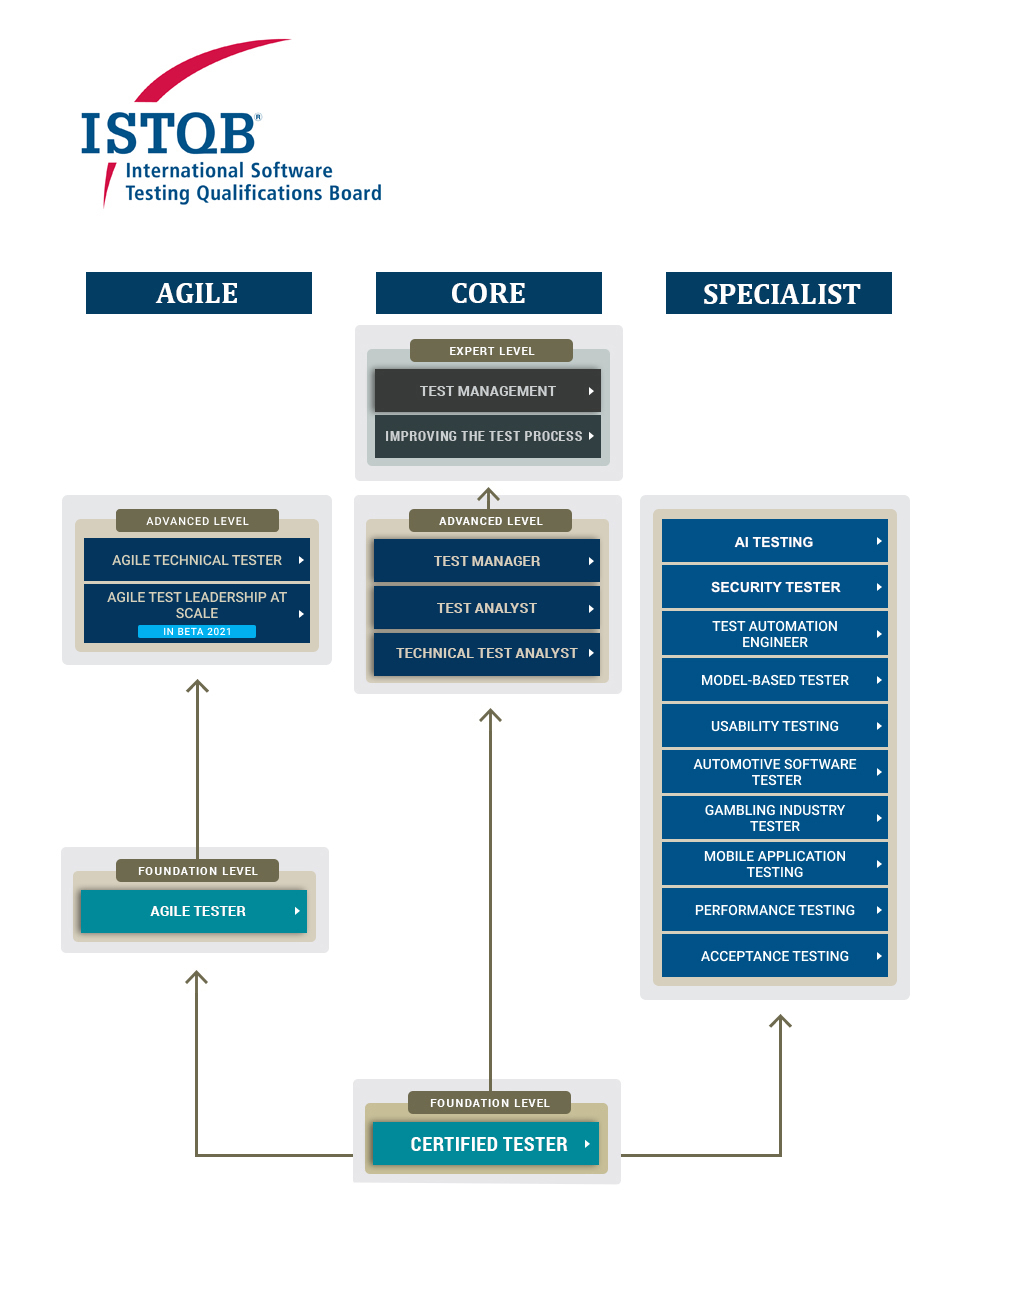 ISTQB®
International Software
Testing Qualifications Board
AGILE
CORE
SPECIALIST
EXPERT LEVEL
TEST MANAGEMENT
IMPROVING THE TEST PROCESS
ADVANCED LEVEL
AGILE TECHNICAL TESTER
AGILE TEST LEADERSHIP AT
SCALE
IN BETA 2021
ADVANCED LEVEL
TEST MANAGER
TEST ANALYST
TECHNICAL TEST ANALYST
AI TESTING
SECURITY TESTER
TEST AUTOMATION
ENGINEER
MODEL-BASED TESTER
USABILITY TESTING
AUTOMOTIVE SOFTWARE
TESTER
GAMBLING INDUSTRY
TESTER
MOBILE APPLICATION
TESTING
PERFORMANCE TESTING
ACCEPTANCE TESTING
FOUNDATION LEVEL
AGILE TESTER
FOUNDATION LEVEL
CERTIFIED TESTER